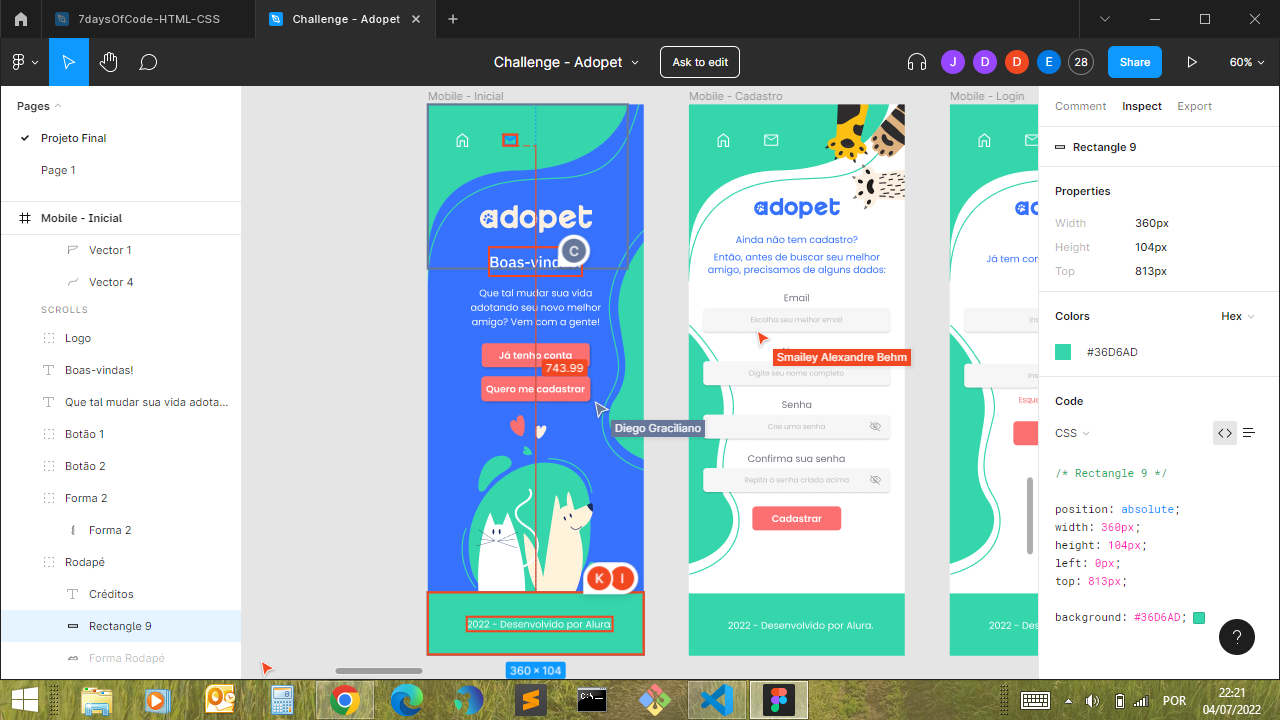 7daysOfCode-HTML-CSS
Challenge - Adopet
Challenge - Adopet
Ask to edit
J
D
D
E
28
Share
60%
Pages
Projeto Final
Page 1
Mobile - Inicial
Vector 1
Vector 4
SCROLLS
Logo
Boas-vindas!
Que tal mudar sua vida adota...
Botão 1
Botão 2
Forma 2
Forma 2
Rodapé
Créditos
Rectangle 9
Forma Rodapé
Mobile - Inicial
adopet
C
Que tal mudar sua vida
adotando seu novo melhor
amigo? Vem com a gente!
Já tenho conta
743.99
Quero me cadastrar
Diego Graciliano
K
I
2022 - Desenvolvido por Alura
360 × 104
Mobile - Cadastro
adopet
Ainda não tem cadastro?
Então, antes de buscar seu melhor
amigo, precisamos de alguns dados:
Email
Escolha seu melhor email
Smailey Alexandre Behm
Digite seu nome completo
Senha
Crie uma senha
Confirma sua senha
Repita a senha criada acima
Cadastrar
2022 - Desenvolvido por Alura.
Mobile - Login
Já tem con
Ins
Ins
Esque
2022 -
Comment
Inspect
Export
Rectangle 9
Properties
Width 360px
Height 104px
Top 813px
Colors
Hex
#36D6AD
Code
CSS
/* Rectangle 9 */
position: absolute;
width: 360px;
height: 104px;
left: 0px;
top: 813px;
background: #36D6AD;
?
POR
22:21
04/07/2022